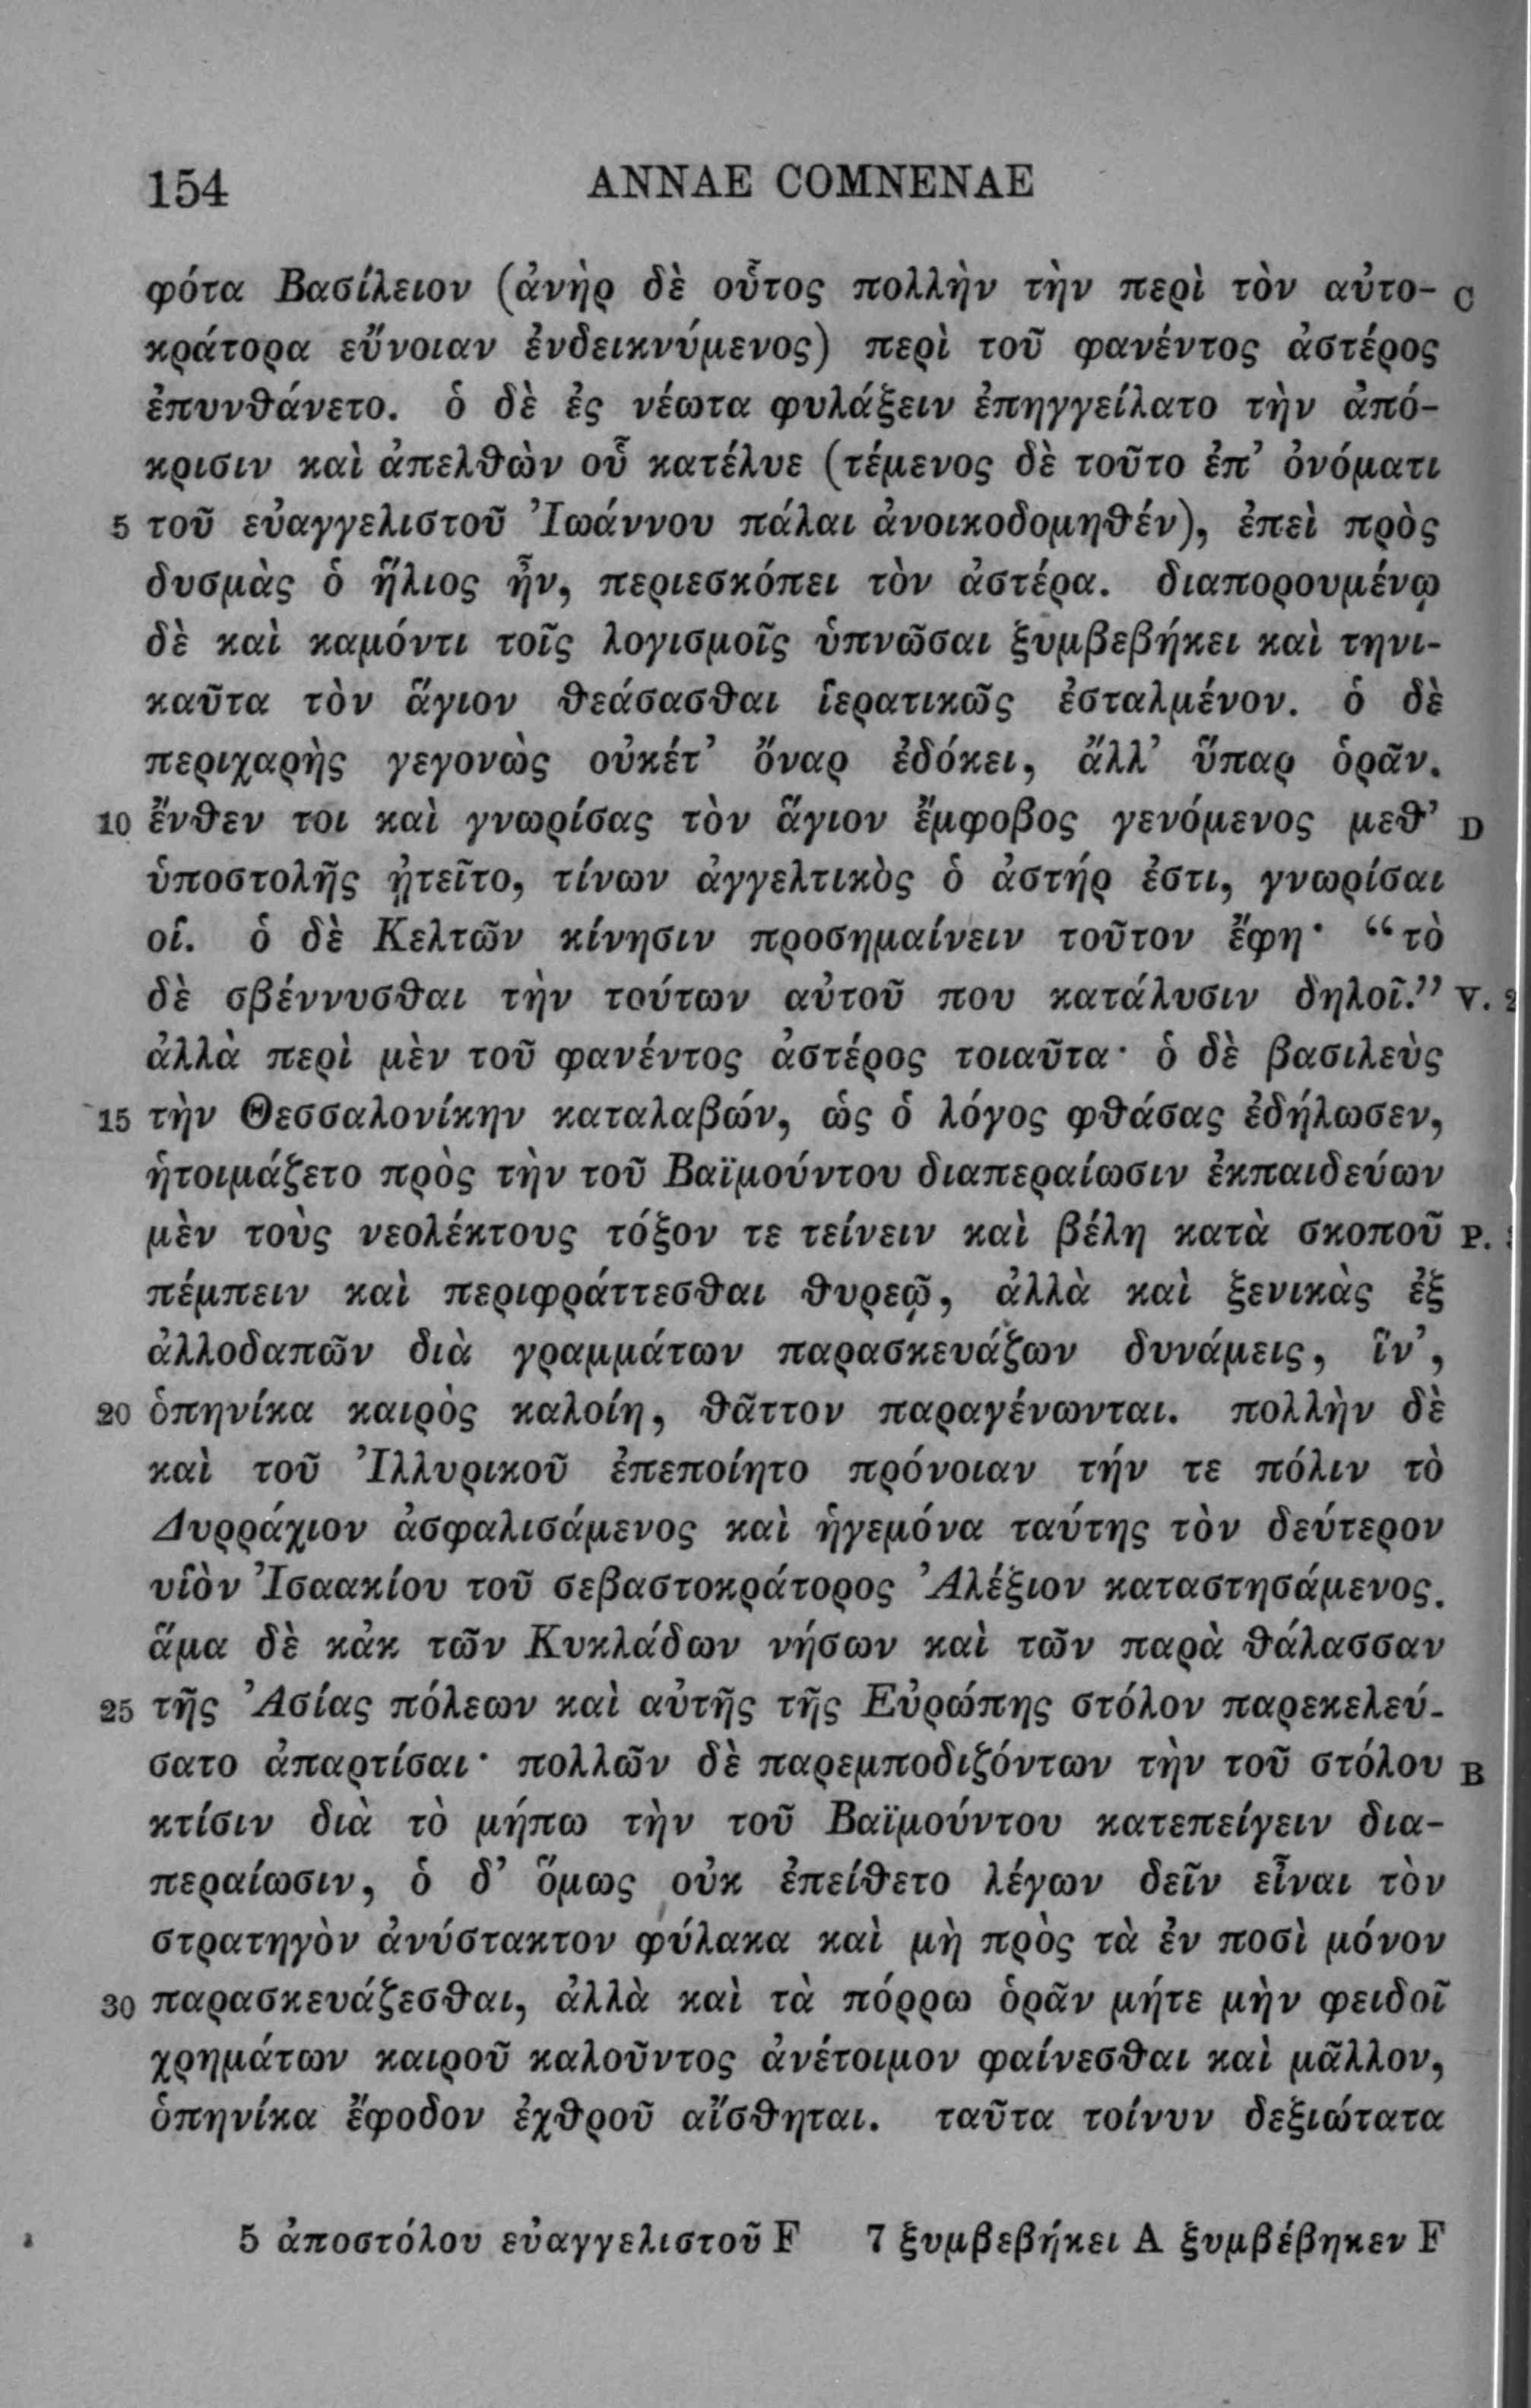 154 ANNAE COMNENAE
φότα Βασίλειον (ἀνὴρ δὲ οὗτος πολλὴν τὴν περὶ τὸν αὐτο- C
κράτορα εὔνοιαν ἐνδεικνύμενος) περὶ τοῦ φανέντος ἀστέρος
ἐπυνθάνετο. ὁ δὲ ἐς νέωτα φυλάξειν ἐπηγγείλατο τὴν ἀπό-
κρισιν καὶ ἀπελθὼν οὗ κατέλυε (τέμενος δὲ τοῦτο ἐπ’ ὀνόματι
5 τοῦ εὐαγγελιστοῦ Ἰωάννου πάλαι ἀνοικοδομηθέν), ἐπεὶ πρὸς
δυσμὰς ὁ ἥλιος ἦν, περιεσκόπει τὸν ἀστέρα. διαπορουμένῳ
δὲ καὶ καμόντι τοῖς λογισμοῖς ὑπνῶσαι ξυμβεβήκει καὶ τηνι-
καῦτα τὸν ἅγιον θεάσασθαι ἱερατικῶς ἐσταλμένον. ὁ δὲ
περιχαρὴς γεγονὼς οὐκέτ’ ὄναρ ἐδόκει, ἄλλ’ ὕπαρ ὁρᾶν.
10 ἔνθεν τοι καὶ γνωρίσας τὸν ἅγιον ἔμφοβος γενόμενος μεθ’ D
ὑποστολῆς ᾐτεῖτο, τίνων ἀγγελτικὸς ὁ ἀστήρ ἐστι, γνωρίσαι
οἱ. ὁ δὲ Κελτῶν κίνησιν προσημαίνειν τοῦτον ἔφη· “τὸ
δὲ σβέννυσθαι τὴν τούτων αὐτοῦ που κατάλυσιν δηλοῖ.” V. 2
ἀλλὰ περὶ μὲν τοῦ φανέντος ἀστέρος τοιαῦτα· ὁ δὲ βασιλεὺς
15 τὴν Θεσσαλονίκην καταλαβών, ὡς ὁ λόγος φθάσας ἐδήλωσεν,
ἡτοιμάζετο πρὸς τὴν τοῦ Βαϊμούντου διαπεραίωσιν ἐκπαιδεύων
μὲν τοὺς νεολέκτους τόξον τε τείνειν καὶ βέλη κατὰ σκοποῦ P.
πέμπειν καὶ περιφράττεσθαι θυρεῷ, ἀλλὰ καὶ ξενικὰς ἐξ
ἀλλοδαπῶν διὰ γραμμάτων παρασκευάζων δυνάμεις, ἵν’,
20 ὁπηνίκα καιρὸς καλοίη, θᾶττον παραγένωνται. πολλὴν δὲ
καὶ τοῦ Ἰλλυρικοῦ ἐπεποίητο πρόνοιαν τήν τε πόλιν τὸ
Δυρράχιον ἀσφαλισάμενος καὶ ἡγεμόνα ταύτης τὸν δεύτερον
υἱὸν Ἰσαακίου τοῦ σεβαστοκράτορος Ἀλέξιον καταστησάμενος.
ἅμα δὲ κἀκ τῶν Κυκλάδων νήσων καὶ τῶν παρὰ θάλασσαν
25 τῆς Ἀσίας πόλεων καὶ αὐτῆς τῆς Εὐρώπης στόλον παρεκελεύ-
σατο ἀπαρτίσαι· πολλῶν δὲ παρεμποδιζόντων τὴν τοῦ στόλου B
κτίσιν διὰ τὸ μήπω τὴν τοῦ Βαϊμούντου κατεπείγειν δια-
περαίωσιν, ὁ δ’ ὅμως οὐκ ἐπείθετο λέγων δεῖν εἶναι τὸν
στρατηγὸν ἀνύστακτον φύλακα καὶ μὴ πρὸς τὰ ἐν ποσὶ μόνον
30 παρασκευάζεσθαι, ἀλλὰ καὶ τὰ πόρρω ὁρᾶν μήτε μὴν φειδοῖ
χρημάτων καιροῦ καλοῦντος ἀνέτοιμον φαίνεσθαι καὶ μᾶλλον,
ὁπηνίκα ἔφοδον ἐχθροῦ αἴσθηται. ταῦτα τοίνυν δεξιώτατα
5 ἀποστόλου εὐαγγελιστοῦ F 7 ξυμβεβήκει A ξυμβέβηκεν F